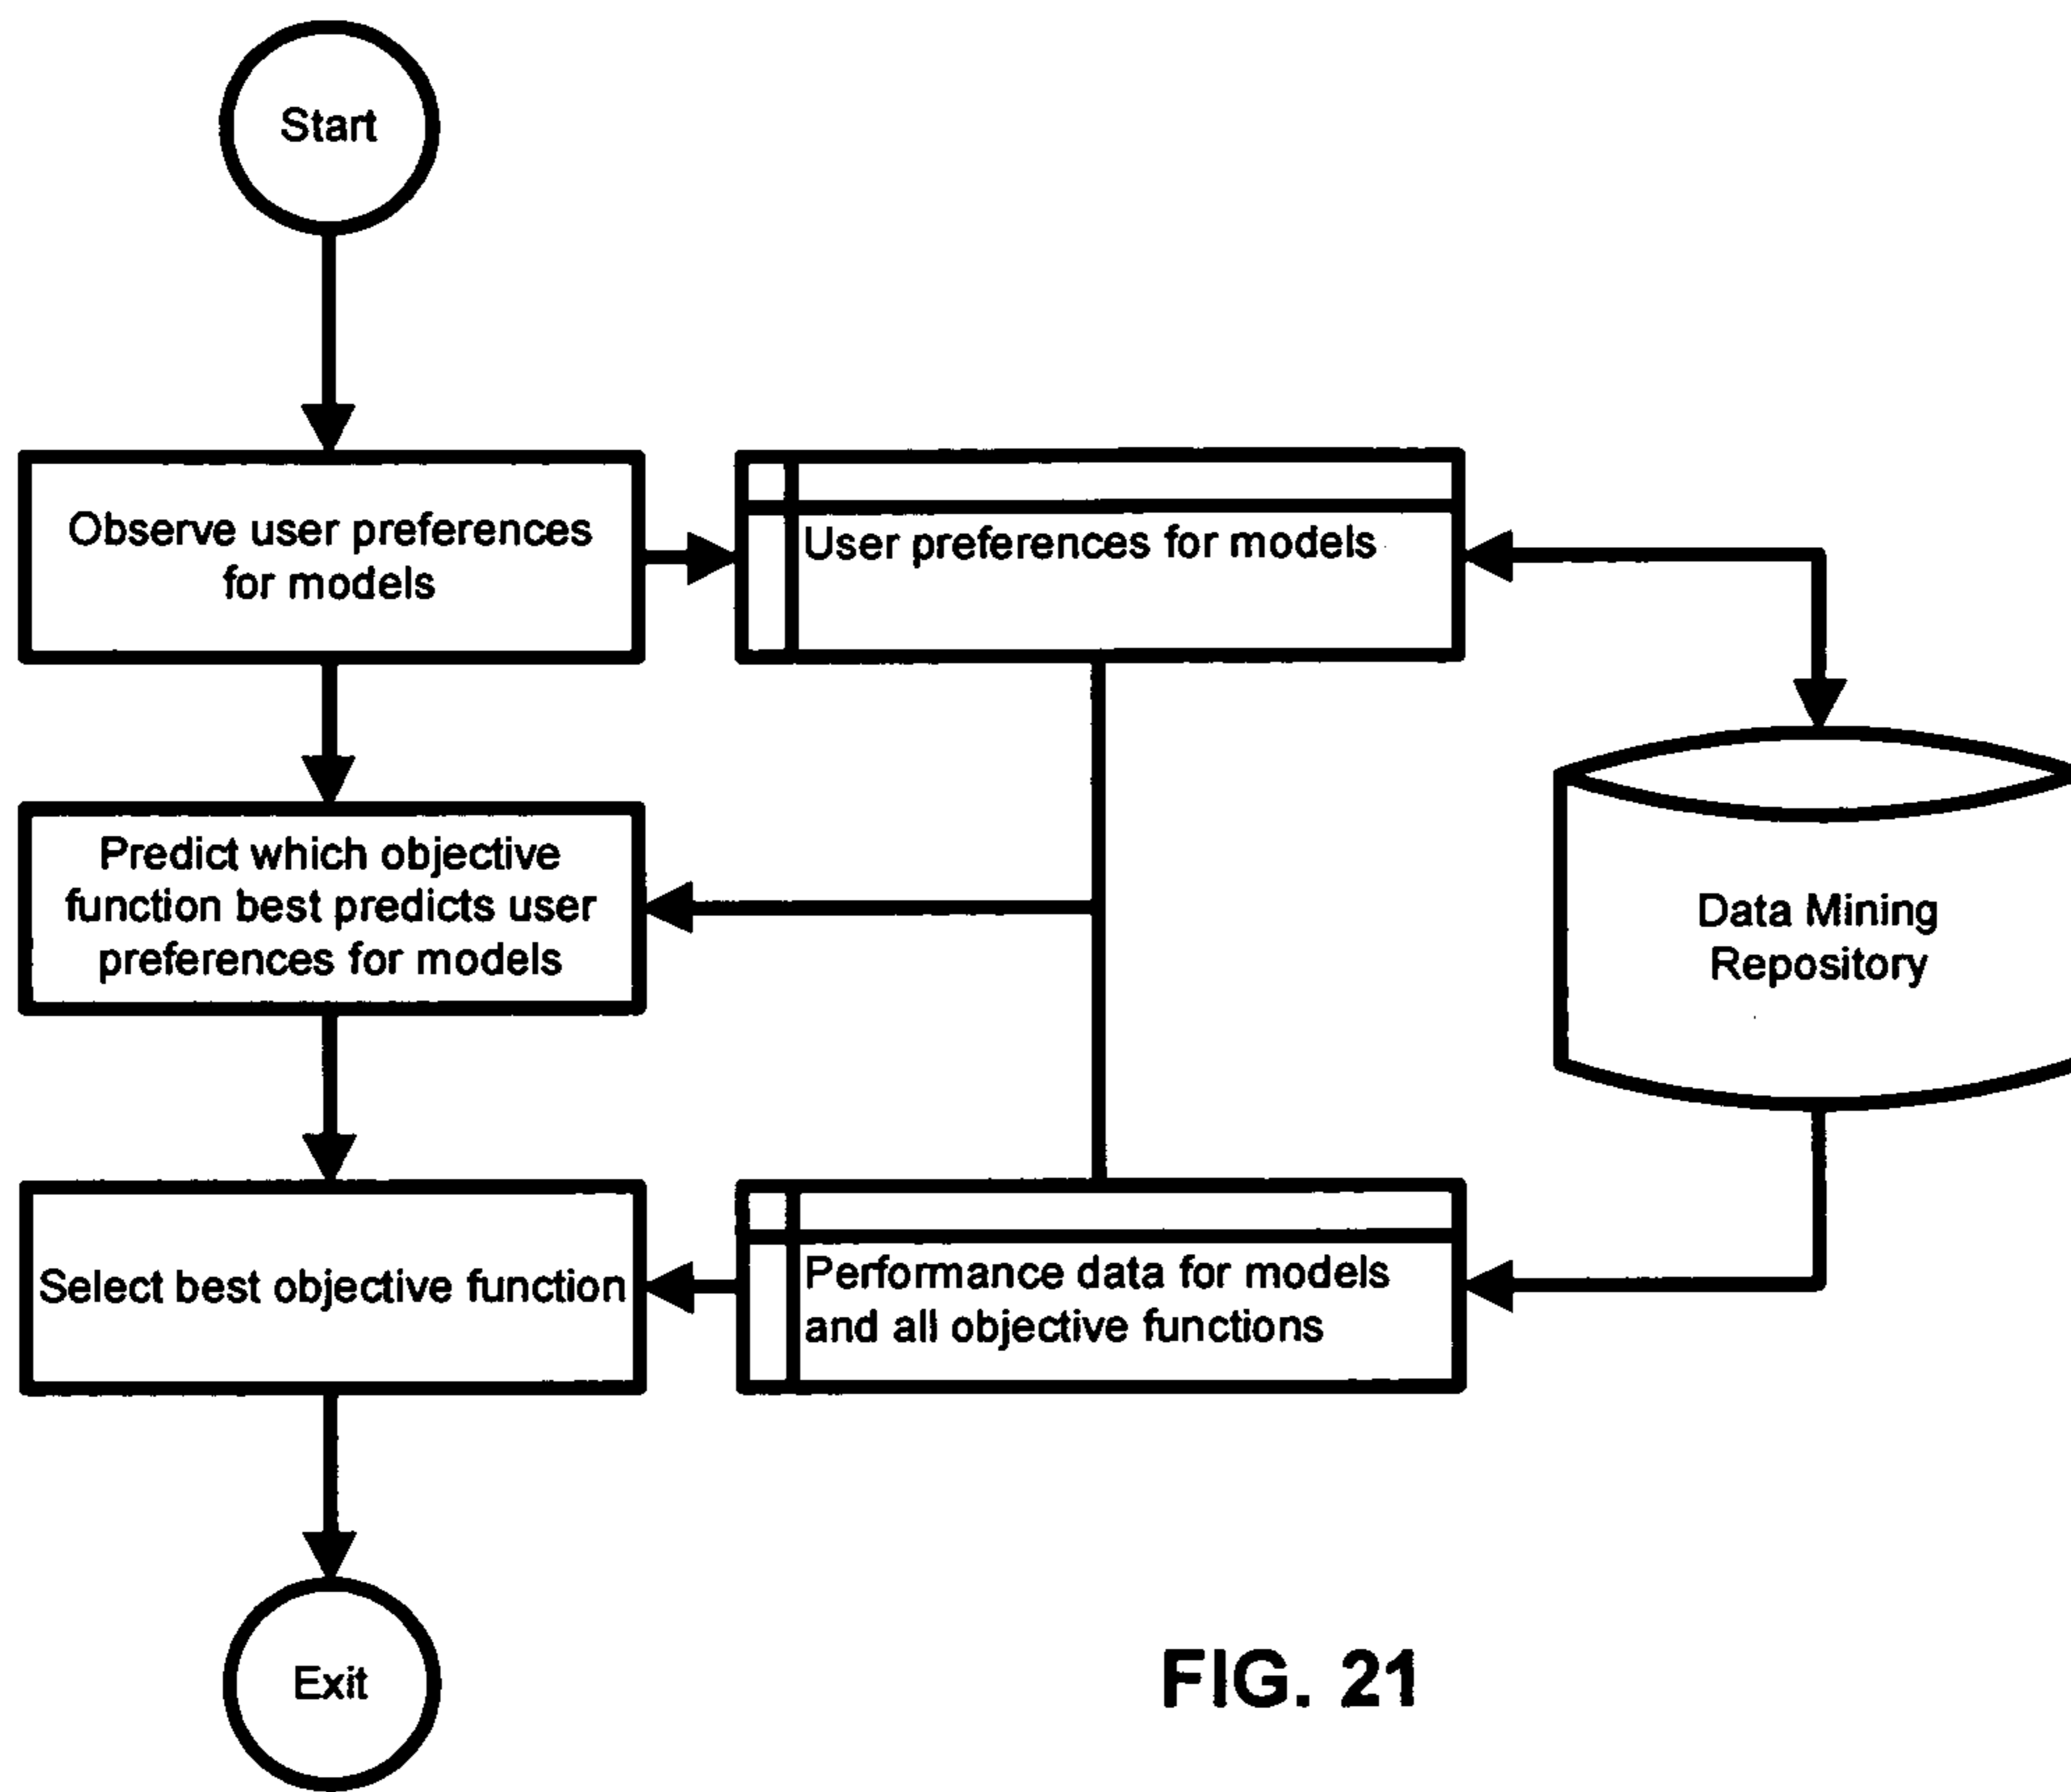 Start
Observe user preferences
for models
User preferences for models
Predict which objective
function best predicts user
preferences for models
Data Mining
Repository
Select best objective function
Performance data for models
and all objective functions
Exit
FIG. 21